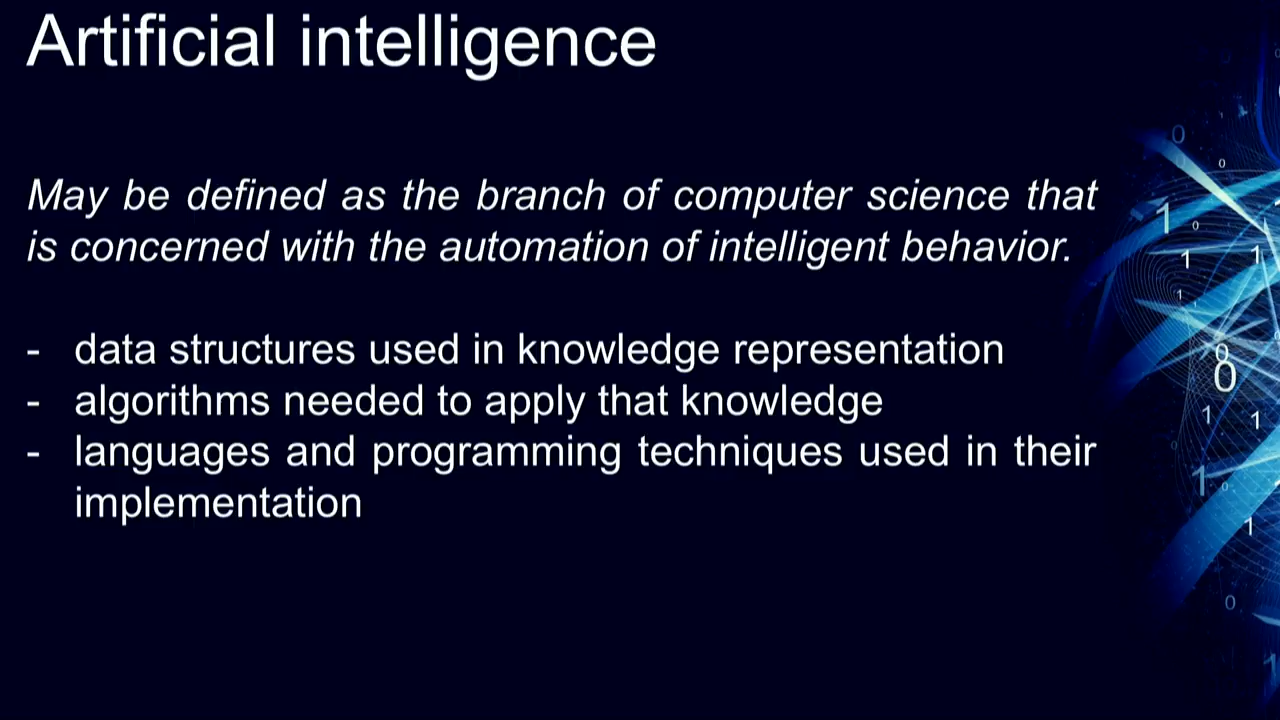 Artificial intelligence
May be defined as the branch of computer science that
is concerned with the automation of intelligent behavior.
- data structures used in knowledge representation
- algorithms needed to apply that knowledge
- languages and programming techniques used in their
implementation